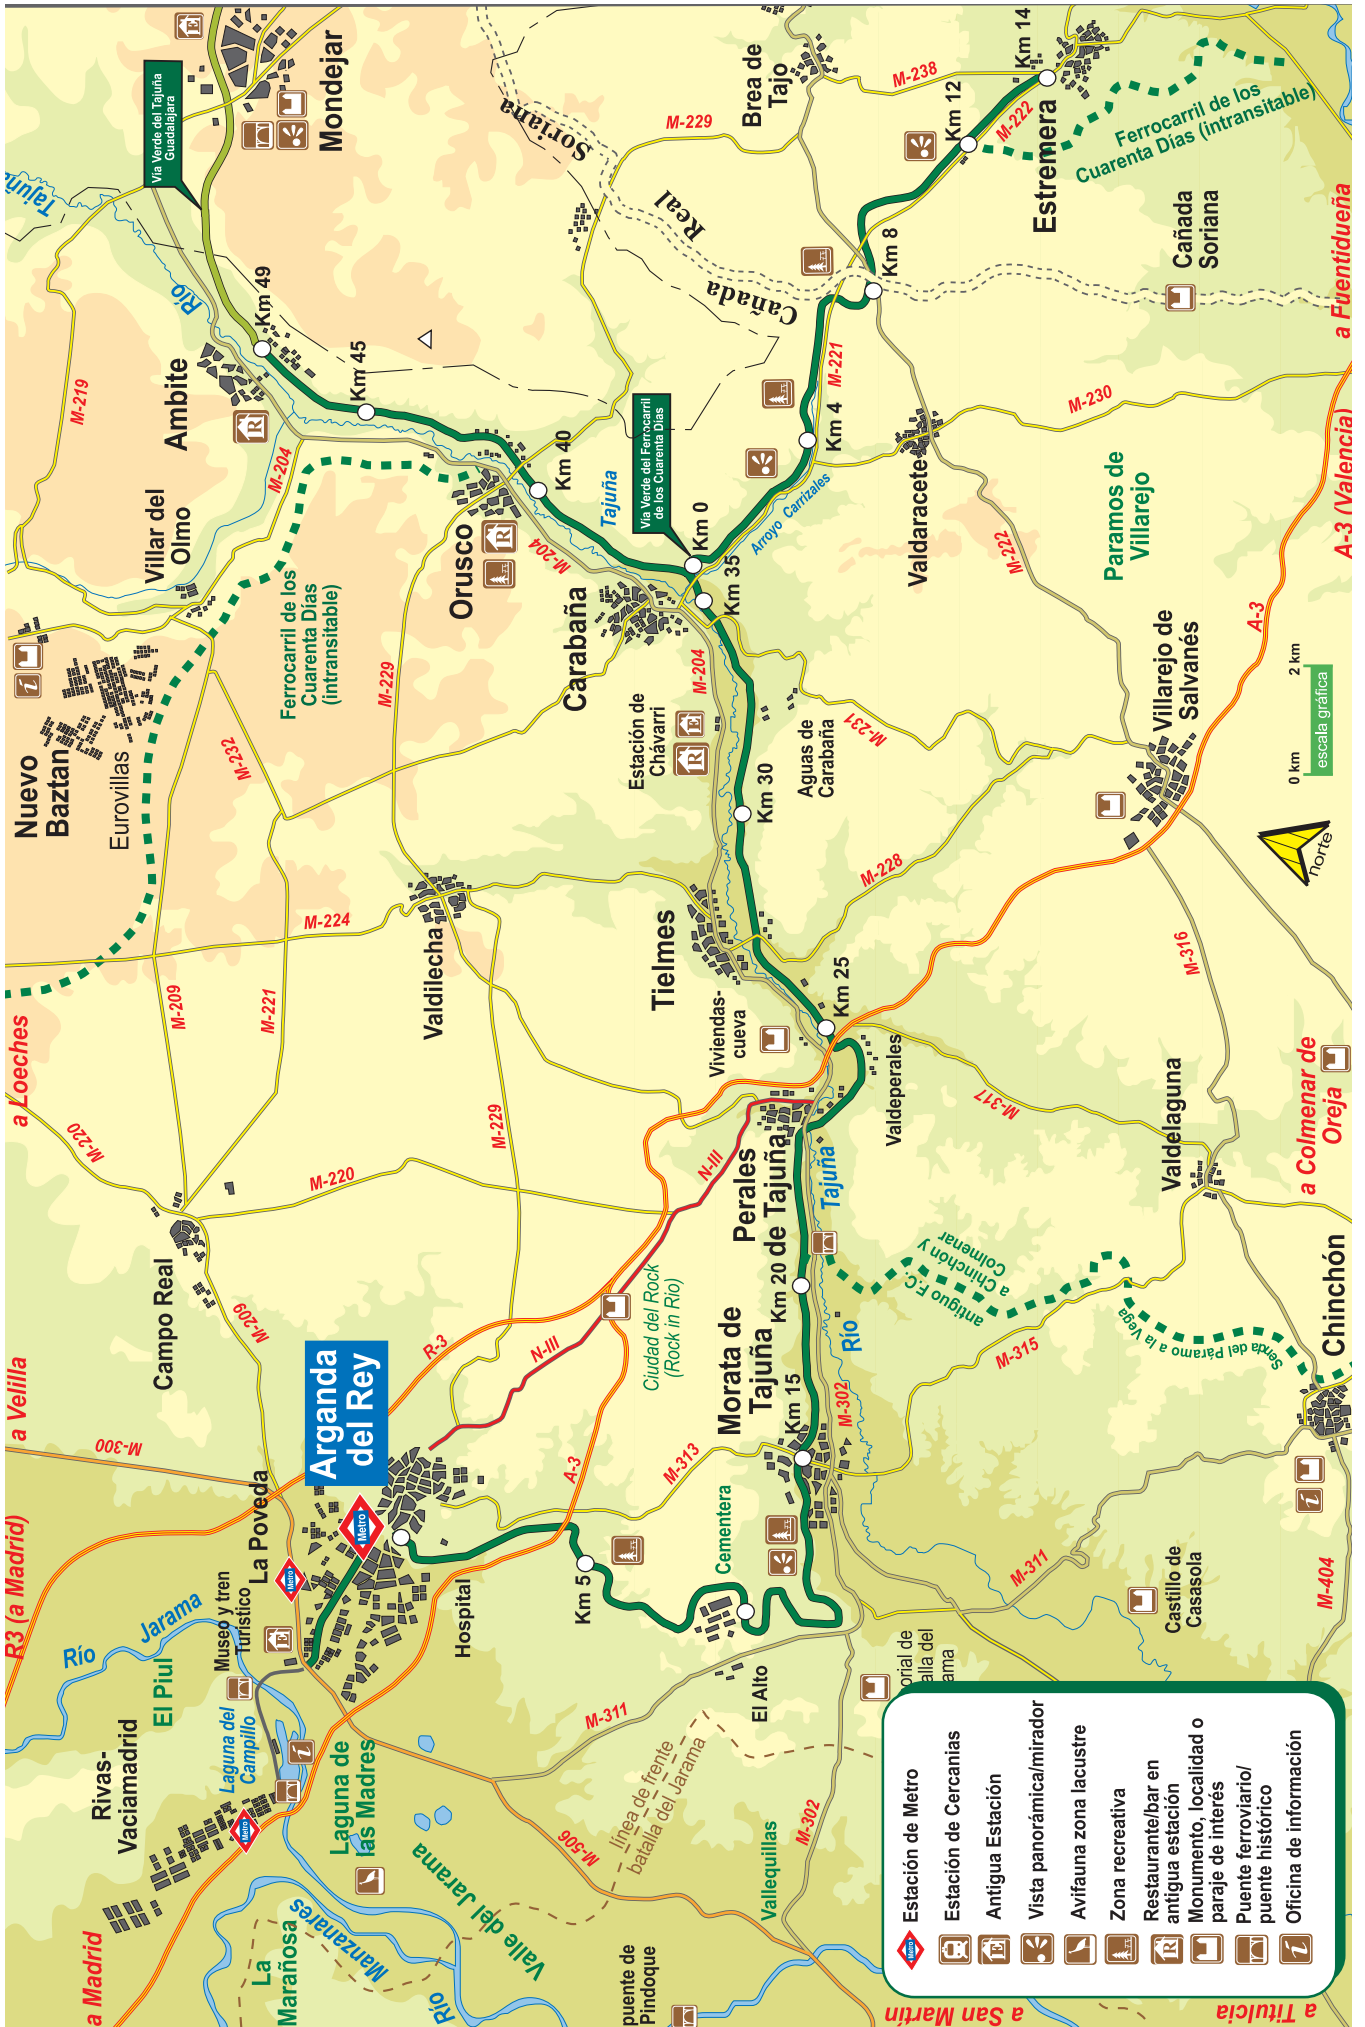 a Madrid
Rivas-
Vaciamadrid
La
Marañosa
Río
Manzanares
Laguna del
Campillo
El Piul
Río
Jarama
R3 (a Madrid)
a Velilla
M-300
Museo y tren
Turístico
La Poveda
Metro
Metro
Metro
Arganda
del Rey
Hospital
Laguna de
las Madres
Valle del Jarama
Río
M-506
línea de frente
batalla del Jarama
puente de
Pindoque
Vallequillas
M-302
M-311
El Alto
Km 5
Cementera
A-3
M-313
R-3
N-III
Ciudad del Rock
(Rock in Rio)
Campo Real
M-209
M-220
M-220
a Loeches
M-209
M-221
M-224
M-229
N-III
Valdilecha
Nuevo
Baztan
Eurovillas
M-232
Villar del
Olmo
Ferrocarril de los
Cuarenta Días
(intransitable)
M-229
M-219
M-204
Ambite
Río
Tajuña
Vía Verde del Tajuña
Guadalajara
Mondejar
Km 49
Km 45
Km 40
Orusco
M-204
Tajuña
Carabaña
Vía Verde del Ferrocarril
de los Cuarenta Días
Km 0
Km 35
M-204
Estación de
Chávarri
Km 30
Aguas de
Carabaña
M-231
Tielmes
Viviendas-
cueva
M-228
Km 25
Valdeperales
Perales
de Tajuña
Km 20
Tajuña
Río
Morata de
Tajuña
Km 15
M-302
M-315
M-317
antiguo F.C.
a Chinchón y
Colmenar
Senda del Páramo a la Vega
Valdelaguna
Chinchón
a Colmenar de
Oreja
M-316
M-311
M-404
Castillo de
Casasola
orial de
alla del
ama
a San Martín
a Titulcia
Arroyo Carrizales
Km 4
M-221
Km 8
Cañada
Real
Soriana
M-229
Brea de
Tajo
M-238
Km 12
M-222
Km 14
Estremera
Ferrocarril de los
Cuarenta Días (intransitable)
Cañada
Soriana
a Fuentidueña
A-3 (Valencia)
M-230
Valdaracete
M-222
Paramos de
Villarejo
A-3
Villarejo de
Salvanés
0 km
2 km
escala gráfica
norte
Metro
Estación de Metro
Estación de Cercanias
E
Antigua Estación
Vista panorámica/mirador
Avifauna zona lacustre
Zona recreativa
R
Restaurante/bar en
antigua estación
Monumento, localidad o
paraje de interés
Puente ferroviario/
puente histórico
i
Oficina de información